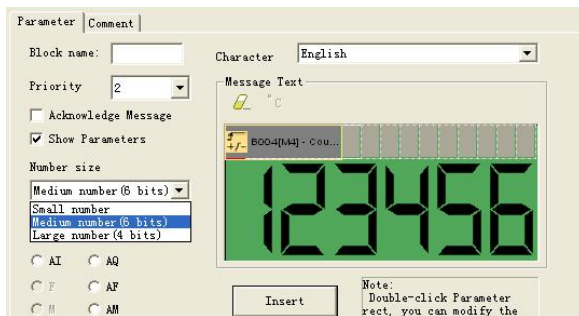 Parameter Comment
Block name:
Character English
Priority 2
Message Text
°C
Acknowledge Message
Show Parameters
B004[M4] - Cou...
Number size
Medium number(6 bits)
Small number
Medium number(6 bits)
Large number(4 bits)
123456
AI AQ
F AF
M AM
Insert
Note:
Double-click Parameter
rect, you can modify the